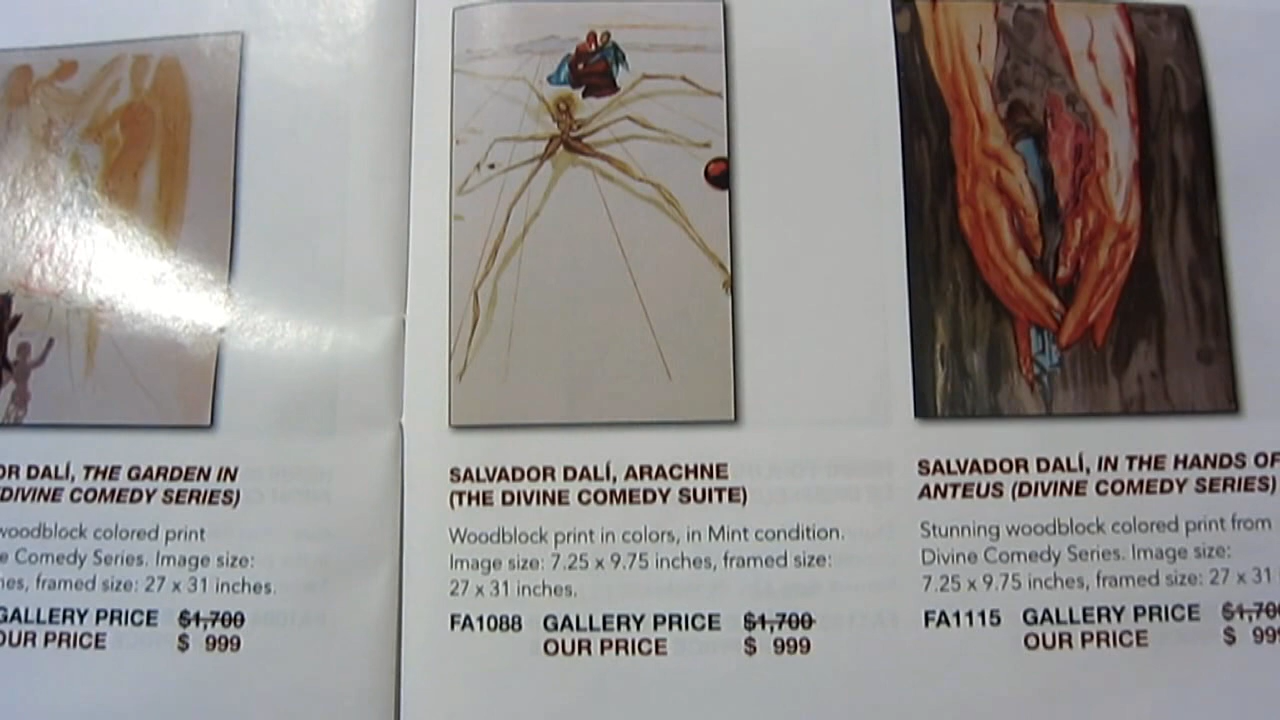 OR DALÍ, THE GARDEN IN
(DIVINE COMEDY SERIES)
woodblock colored print
e Comedy Series. Image size:
hes, framed size: 27 x 31 inches.
GALLERY PRICE $1,700
OUR PRICE $ 999
SALVADOR DALÍ, ARACHNE
(THE DIVINE COMEDY SUITE)
Woodblock print in colors, in Mint condition.
Image size: 7.25 x 9.75 inches, framed size:
27 x 31 inches.
FA1088 GALLERY PRICE $1,700
OUR PRICE $ 999
SALVADOR DALÍ, IN THE HANDS OF
ANTEUS (DIVINE COMEDY SERIES)
Stunning woodblock colored print from
Divine Comedy Series. Image size:
7.25 x 9.75 inches, framed size: 27 x 31
FA1115 GALLERY PRICE $1,70
OUR PRICE $ 999